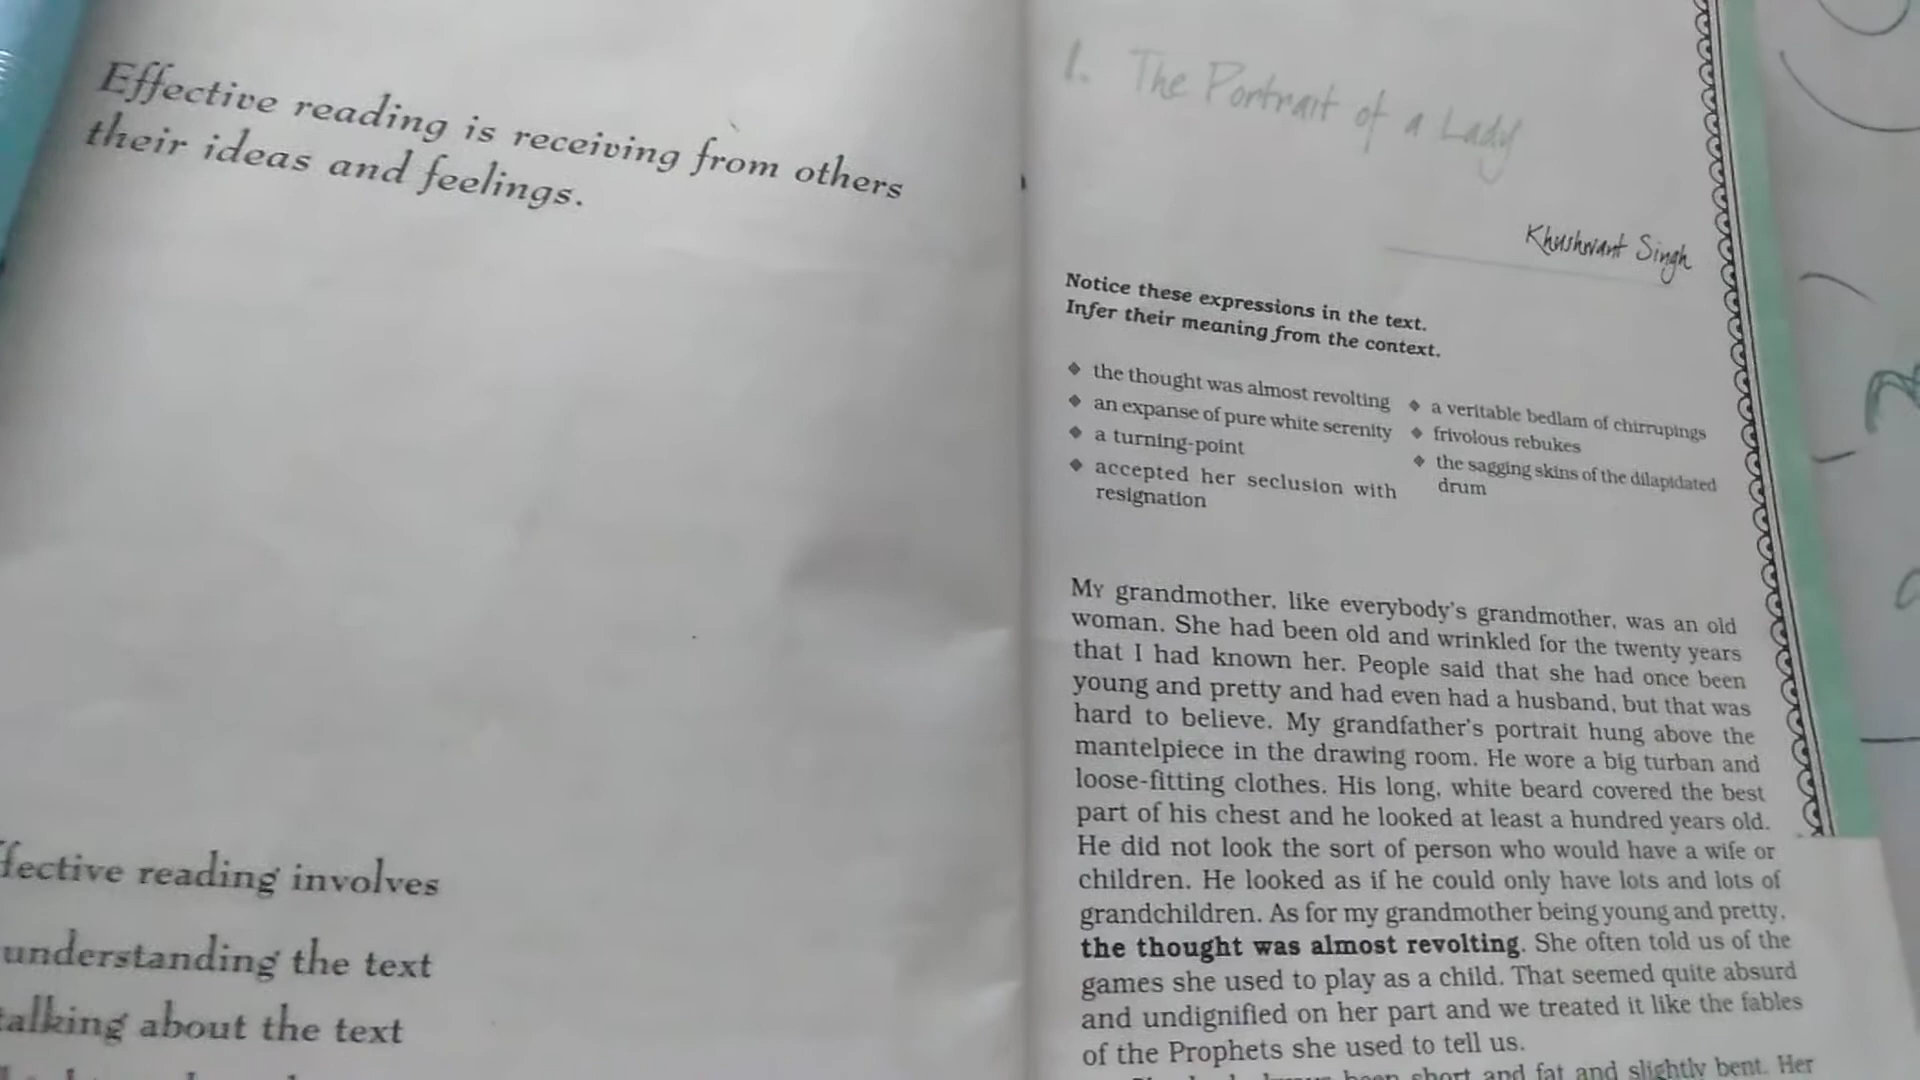 Effective reading is receiving from others
their ideas and feelings.
fective reading involves
understanding the text
talking about the text
1. The Portrait of a Lady
Khushwant Singh
Notice these expressions in the text.
Infer their meaning from the context.
❖ the thought was almost revolting
❖ an expanse of pure white serenity
❖ a turning-point
❖ accepted her seclusion with
resignation
❖ a veritable bedlam of chirrupings
❖ frivolous rebukes
❖ the sagging skins of the dilapidated
drum
My grandmother, like everybody's grandmother, was an old
woman. She had been old and wrinkled for the twenty years
that I had known her. People said that she had once been
young and pretty and had even had a husband, but that was
hard to believe. My grandfather's portrait hung above the
mantelpiece in the drawing room. He wore a big turban and
loose-fitting clothes. His long, white beard covered the best
part of his chest and he looked at least a hundred years old.
He did not look the sort of person who would have a wife or
children. He looked as if he could only have lots and lots of
grandchildren. As for my grandmother being young and pretty,
the thought was almost revolting. She often told us of the
games she used to play as a child. That seemed quite absurd
and undignified on her part and we treated it like the fables
of the Prophets she used to tell us.
been short and fat and slightly bent. Her